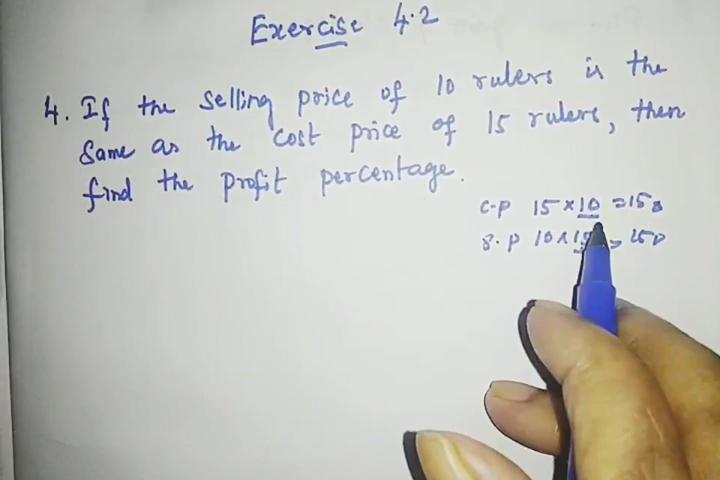 Exercise 4.2
4. If the selling price of 10 rulers is the
same as the cost price of 15 rulers, then
find the profit percentage.
C.P 15 × 10 = 150
S.P 10 × 15 = 150